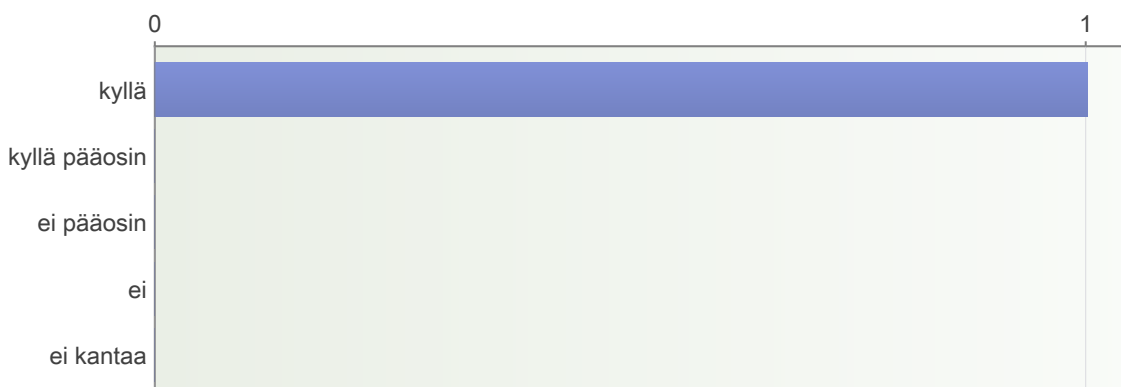 0 1
kyllä
kyllä pääosin
ei pääosin
ei
ei kantaa